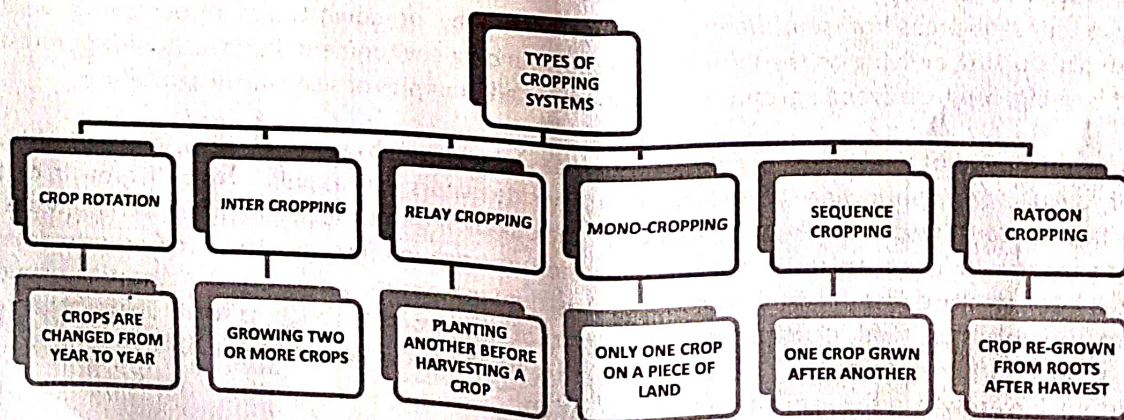 TYPES OF
CROPPING
SYSTEMS
CROP ROTATION
INTER CROPPING
RELAY CROPPING
MONO-CROPPING
SEQUENCE
CROPPING
RATOON
CROPPING
CROPS ARE
CHANGED FROM
YEAR TO YEAR
GROWING TWO
OR MORE CROPS
PLANTING
ANOTHER BEFORE
HARVESTING A
CROP
ONLY ONE CROP
ON A PIECE OF
LAND
ONE CROP GRWN
AFTER ANOTHER
CROP RE-GROWN
FROM ROOTS
AFTER HARVEST